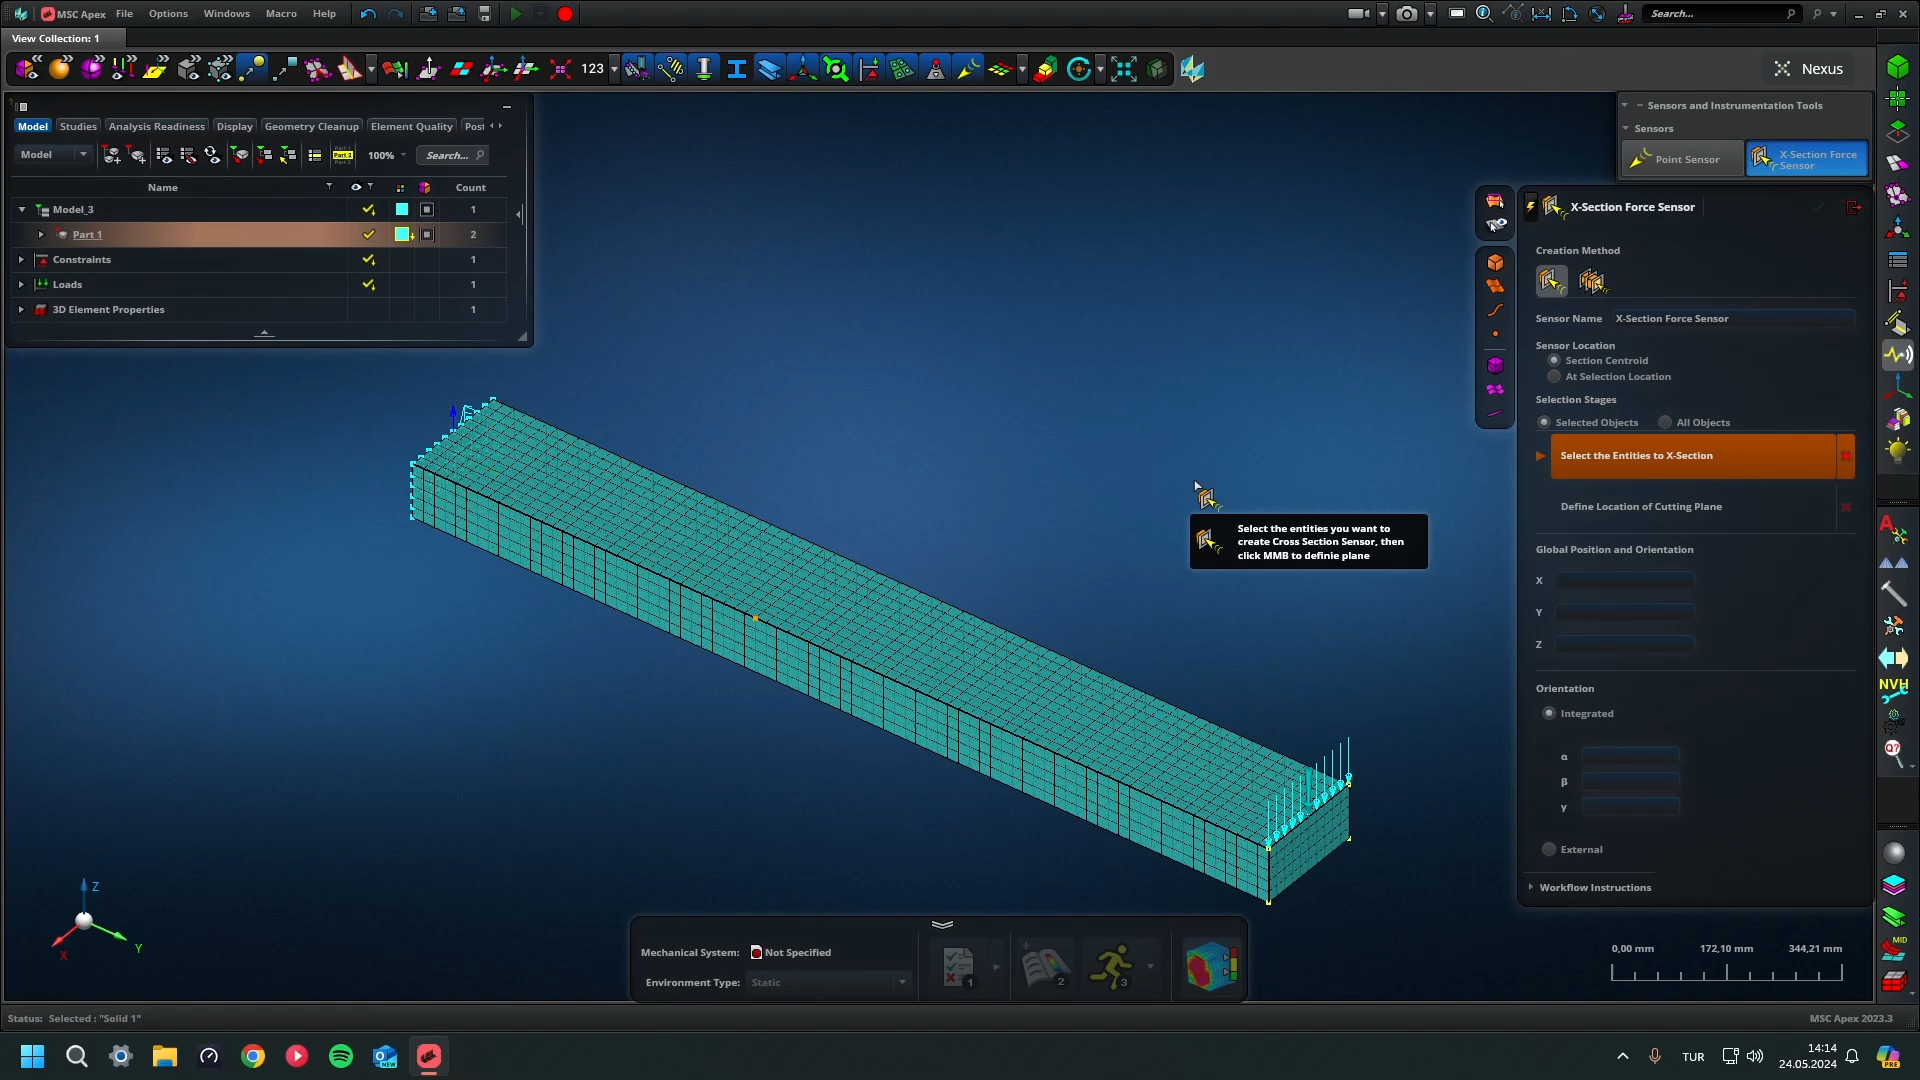 MSC Apex File Options Windows Macro Help Search...
View Collection: 1
123 Nexus
Model Studies Analysis Readiness Display Geometry Cleanup Element Quality Post
Model 100% Search...
Name Count
Model_3 1
Part 1 2
Constraints 1
Loads 1
3D Element Properties 1
Sensors and Instrumentation Tools
Sensors
Point Sensor
X-Section Force
Sensor
X-Section Force Sensor
Creation Method
Sensor Name X-Section Force Sensor
Sensor Location
Section Centroid
At Selection Location
Selection Stages
Selected Objects All Objects
Select the Entities to X-Section
Define Location of Cutting Plane
Global Position and Orientation
X
Y
Z
Orientation
Integrated
α
β
γ
External
Workflow Instructions
Select the entities you want to
create Cross Section Sensor, then
click MMB to definie plane
Z
X
Y
Mechanical System: Not Specified
Environment Type: Static
1
2
3
0,00 mm 172,10 mm 344,21 mm
NVH
MID
Status: Selected : "Solid 1"
MSC Apex 2023.3
TUR
14:14
24.05.2024
NEW
PRE